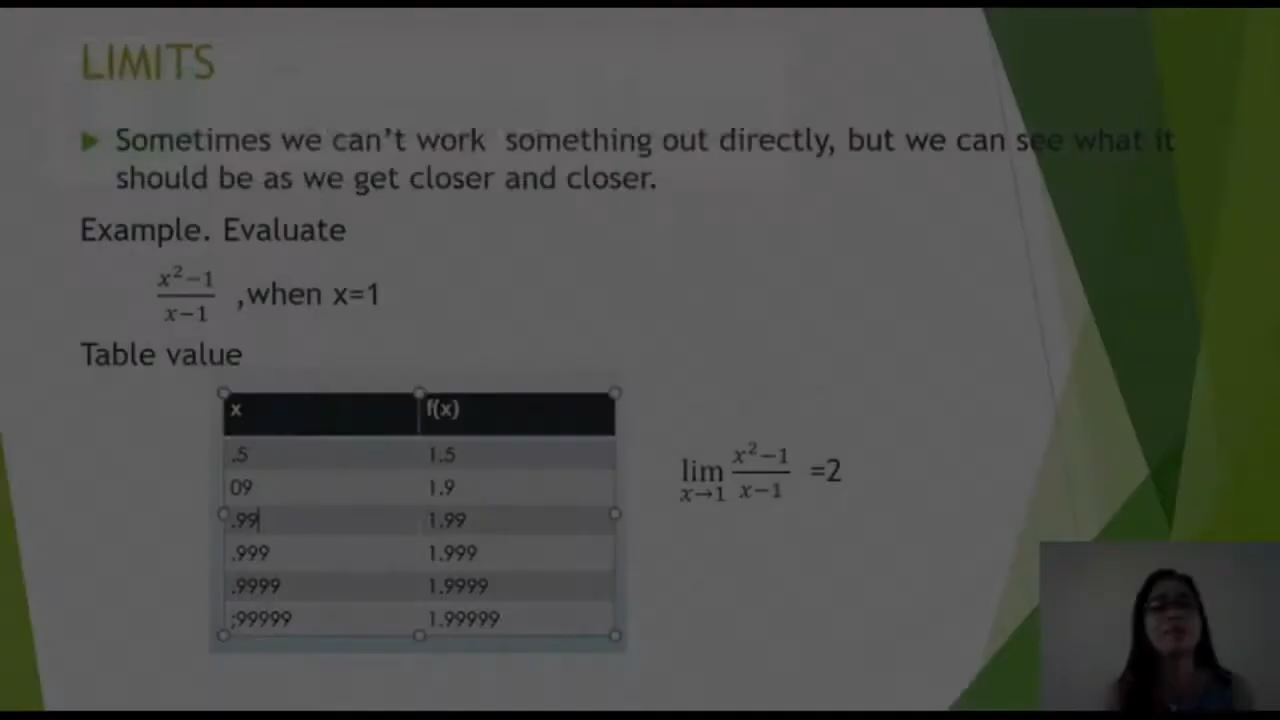 LIMITS
Sometimes we can't work something out directly, but we can see what it
should be as we get closer and closer.
Example. Evaluate
x²−1
x−1
,when x=1
Table value
x f(x)
.5 1.5
09 1.9
.99 1.99
.999 1.999
.9999 1.9999
;99999 1.99999
lim x→1 x²−1 / x−1 =2